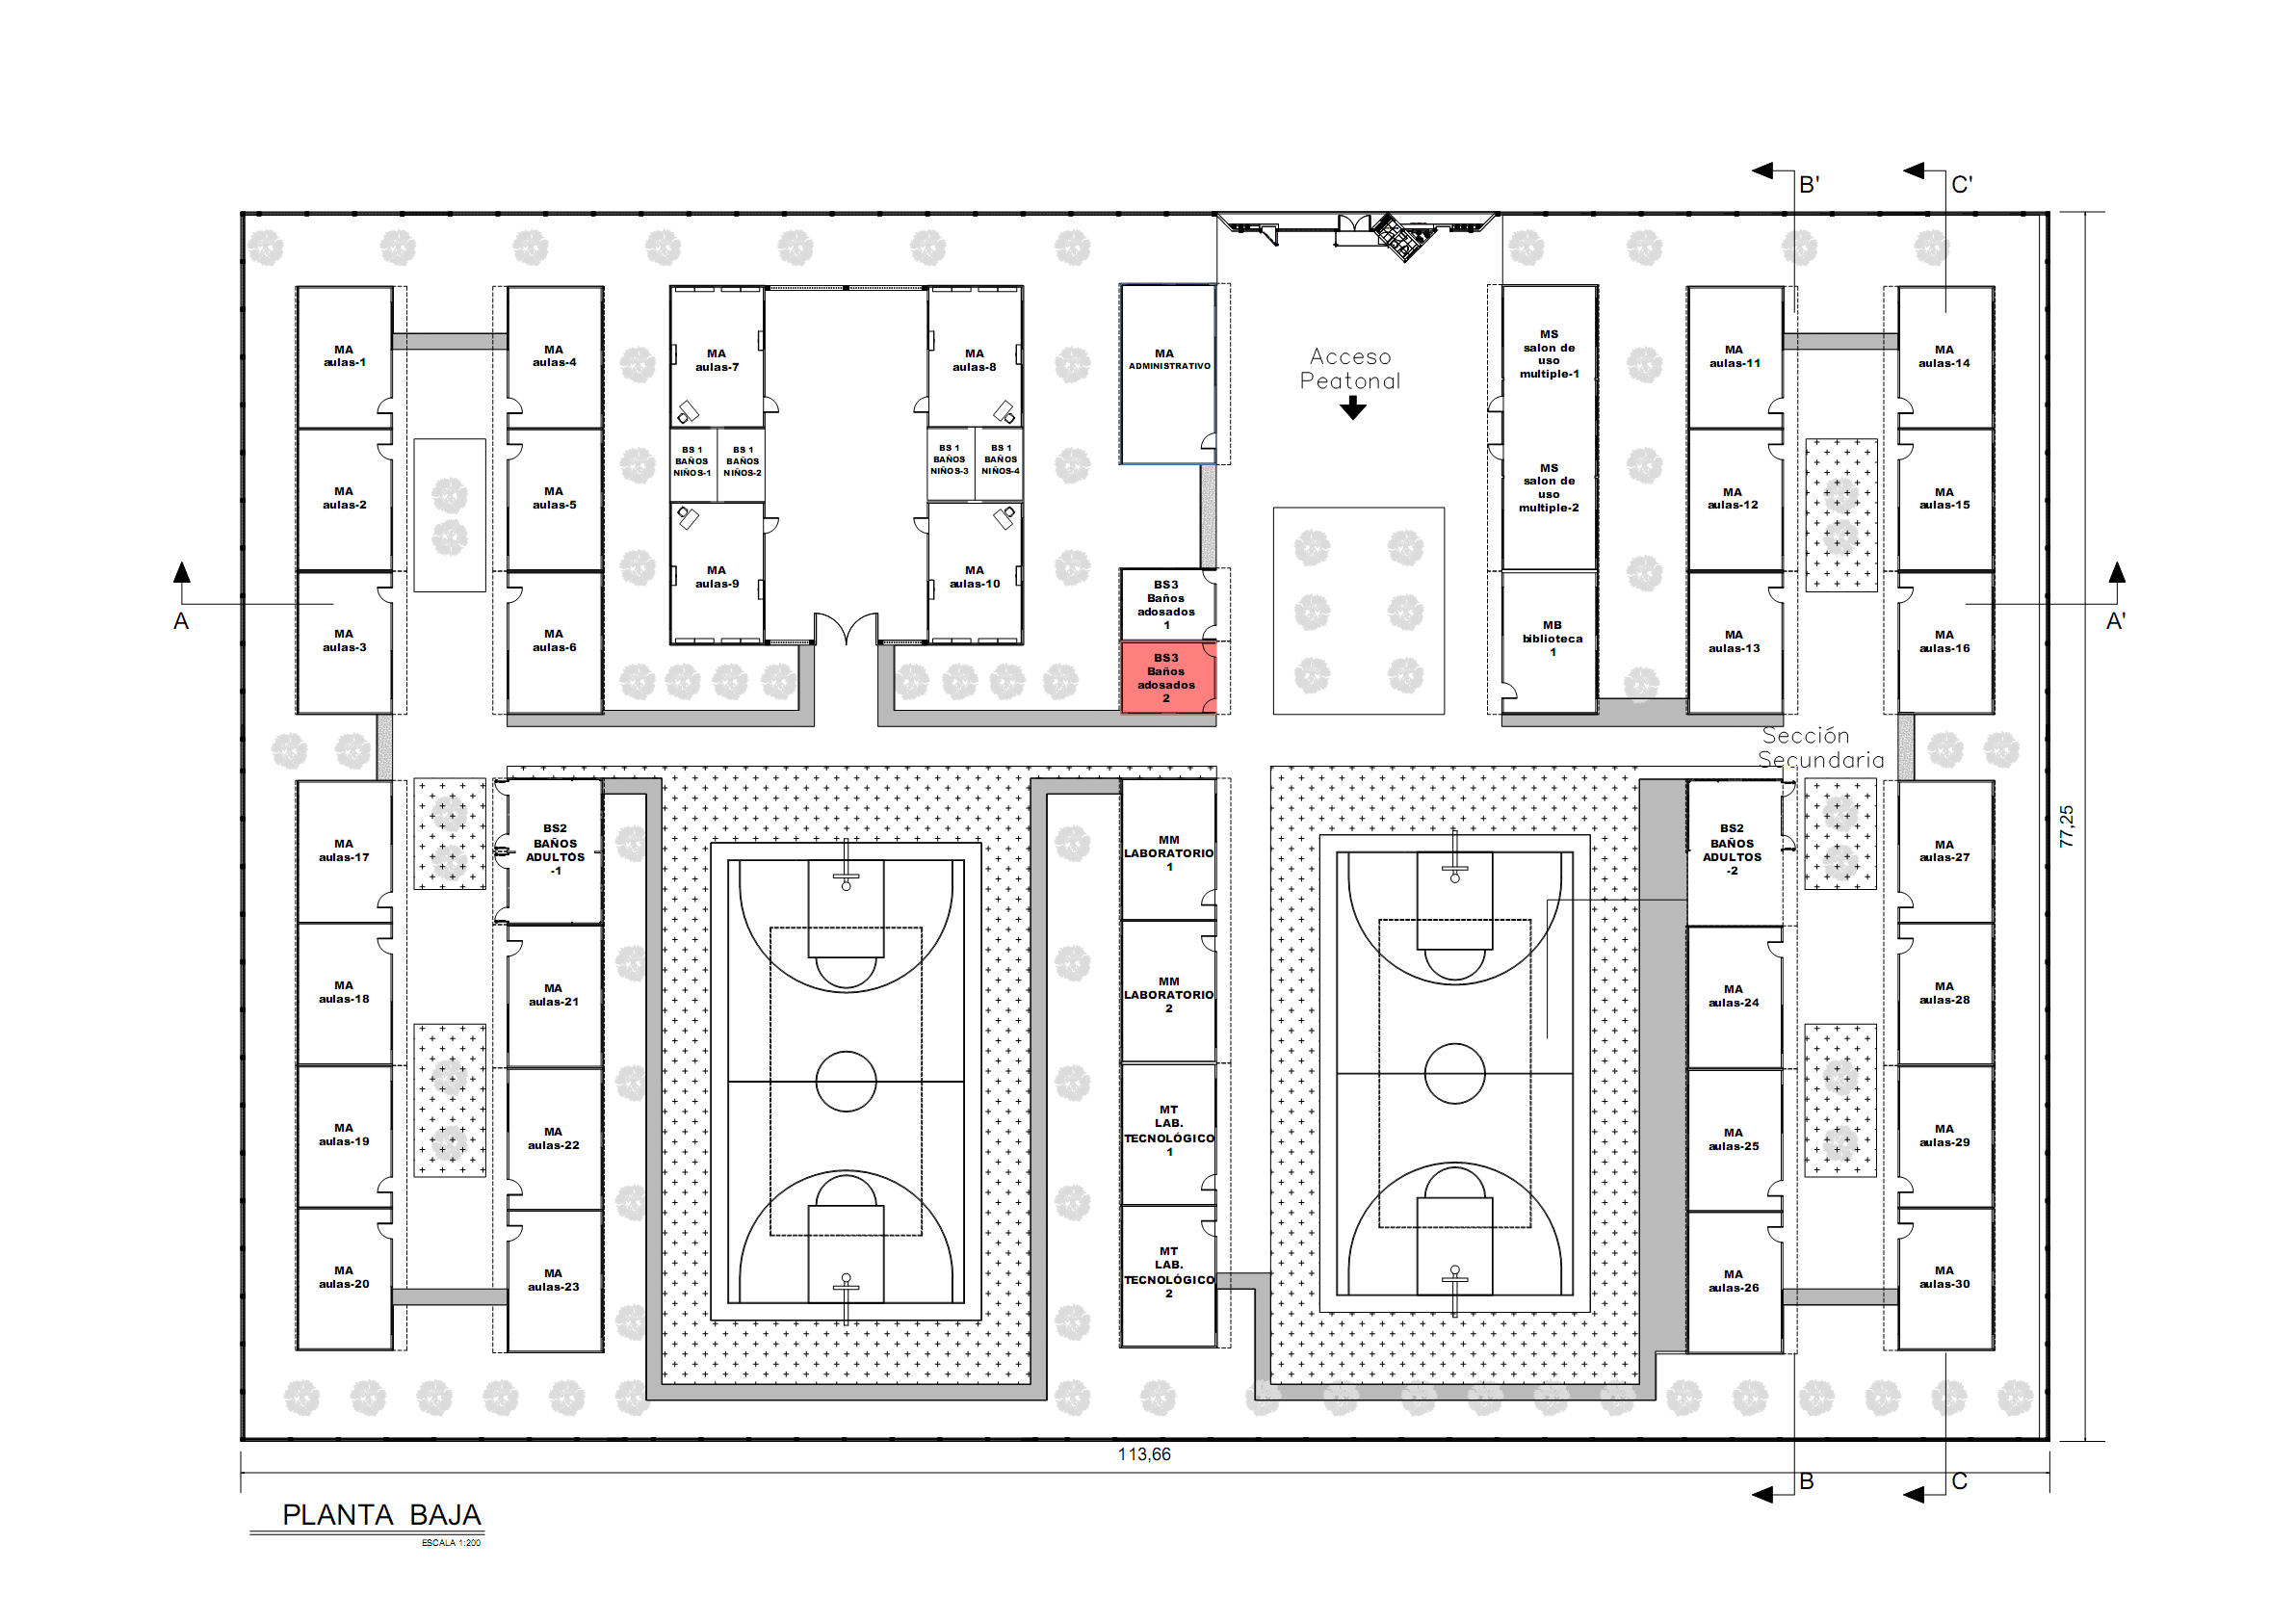 B'
C'
MA
aulas-1
MA
aulas-4
MA
aulas-7
MA
aulas-8
MA
ADMINISTRATIVO
Acceso
Peatonal
MS
salon de
uso
multiple-1
MA
aulas-11
MA
aulas-14
BS 1
BAÑOS
NIÑOS-1
BS 1
BAÑOS
NIÑOS-2
BS 1
BAÑOS
NIÑOS-3
BS 1
BAÑOS
NIÑOS-4
MA
aulas-2
MA
aulas-5
MS
salon de
uso
multiple-2
MA
aulas-12
MA
aulas-15
MA
aulas-9
MA
aulas-10
BS3
Baños
adosados
1
A
A'
MA
aulas-3
MA
aulas-6
MB
biblioteca
1
MA
aulas-13
MA
aulas-16
BS3
Baños
adosados
2
Sección
Secundaria
MA
aulas-17
BS2
BAÑOS
ADULTOS
-1
MM
LABORATORIO
1
BS2
BAÑOS
ADULTOS
-2
MA
aulas-27
77,25
MA
aulas-18
MA
aulas-21
MM
LABORATORIO
2
MA
aulas-24
MA
aulas-28
MA
aulas-19
MA
aulas-22
MT
LAB.
TECNOLÓGICO
1
MA
aulas-25
MA
aulas-29
MA
aulas-20
MA
aulas-23
MT
LAB.
TECNOLÓGICO
2
MA
aulas-26
MA
aulas-30
113,66
B
C
PLANTA BAJA
ESCALA 1:200